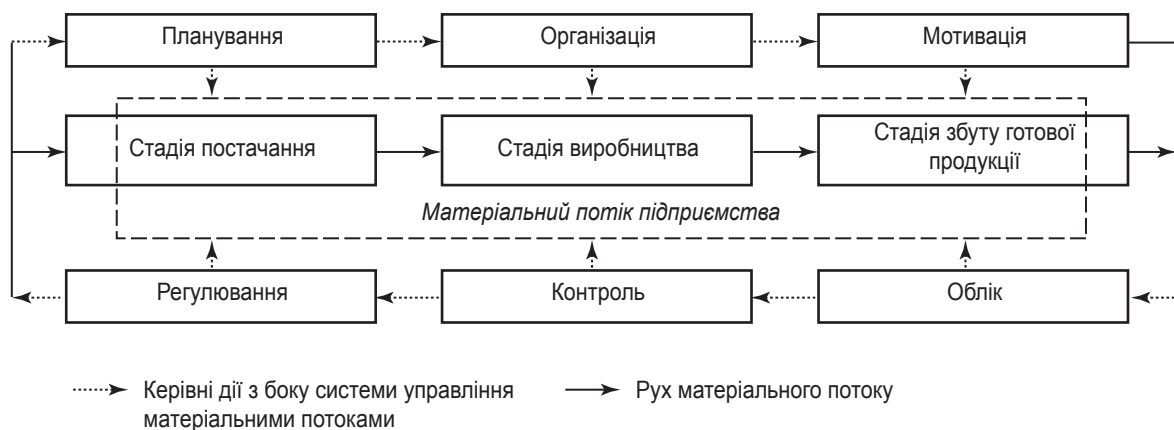 Планування
Організація
Мотивація
Стадія постачання
Стадія виробництва
Стадія збуту готової
продукції
Матеріальний потік підприємства
Регулювання
Контроль
Облік
Керівні дії з боку системи управління
матеріальними потоками
Рух матеріального потоку